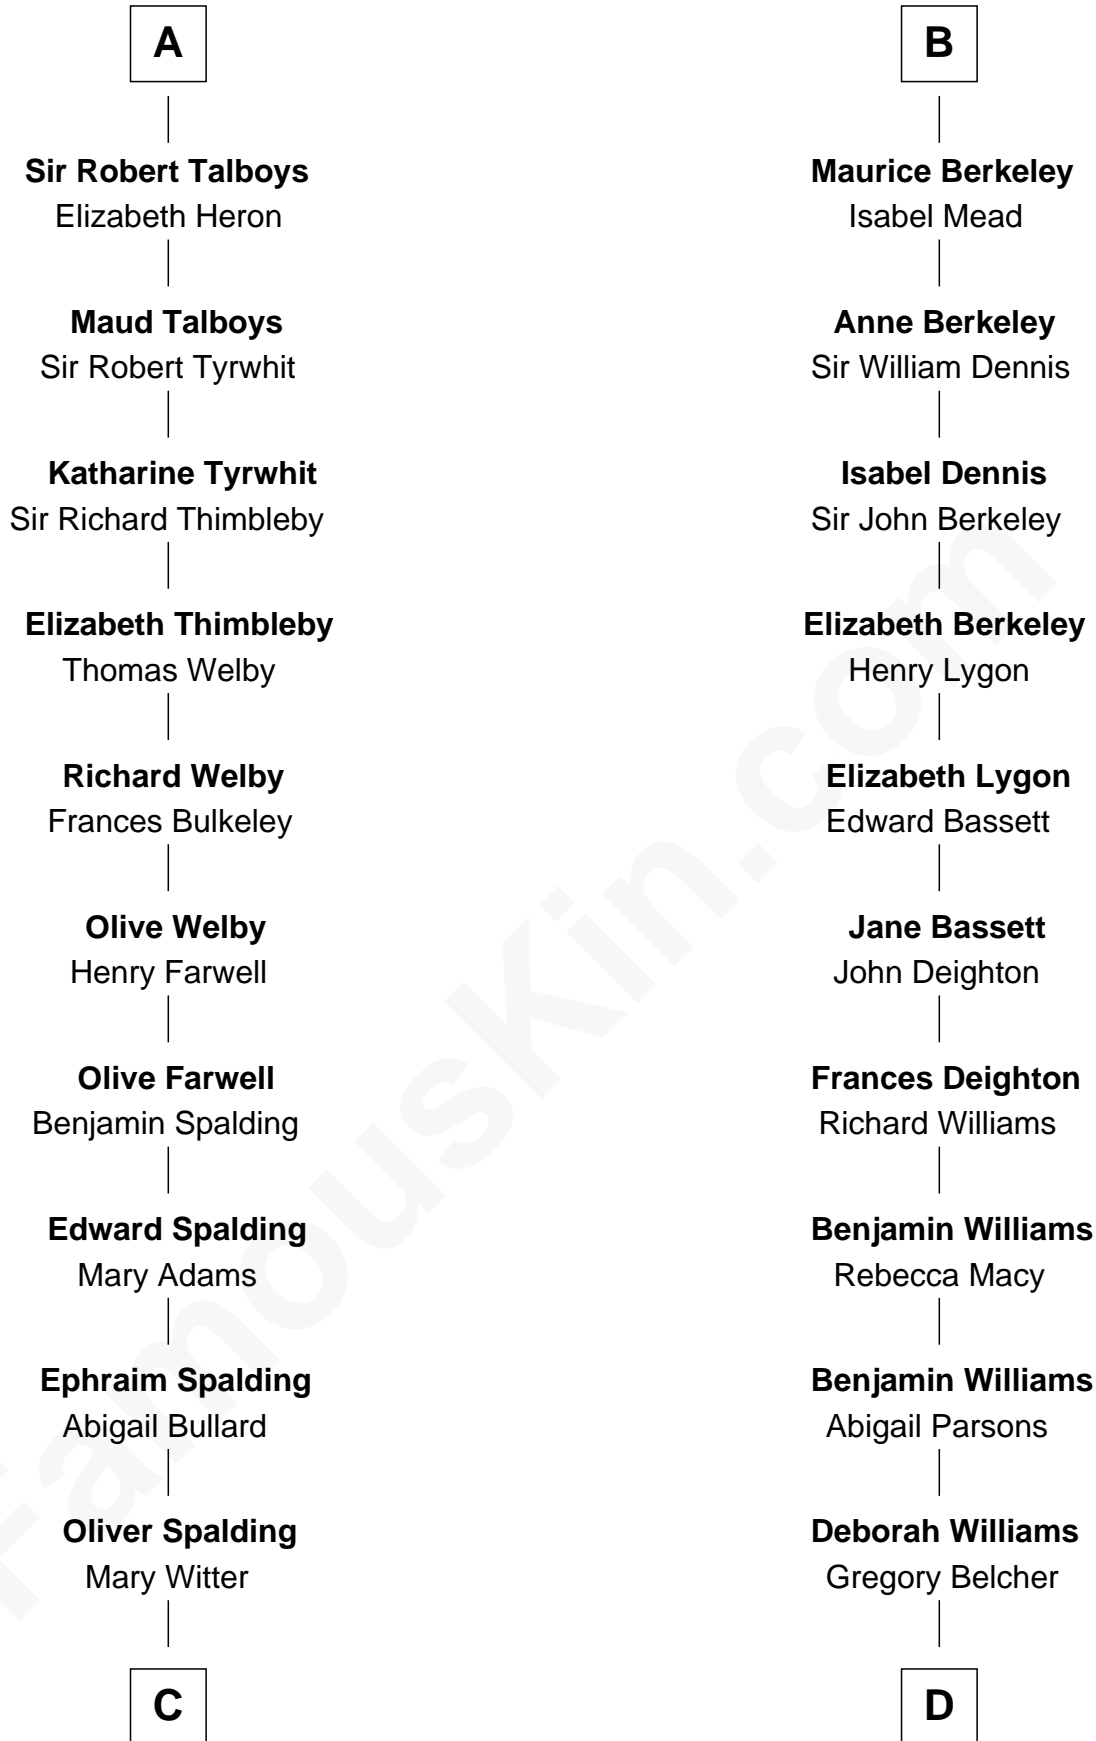 A
Sir Robert Talboys
Elizabeth Heron
Maud Talboys
Sir Robert Tyrwhit
Katharine Tyrwhit
Sir Richard Thimbleby
Elizabeth Thimbleby
Thomas Welby
Richard Welby
Frances Bulkeley
Olive Welby
Henry Farwell
Olive Farwell
Benjamin Spalding
Edward Spalding
Mary Adams
Ephraim Spalding
Abigail Bullard
Oliver Spalding
Mary Witter
C
B
Maurice Berkeley
Isabel Mead
Anne Berkeley
Sir William Dennis
Isabel Dennis
Sir John Berkeley
Elizabeth Berkeley
Henry Lygon
Elizabeth Lygon
Edward Bassett
Jane Bassett
John Deighton
Frances Deighton
Richard Williams
Benjamin Williams
Rebecca Macy
Benjamin Williams
Abigail Parsons
Deborah Williams
Gregory Belcher
D
FamousKin.com